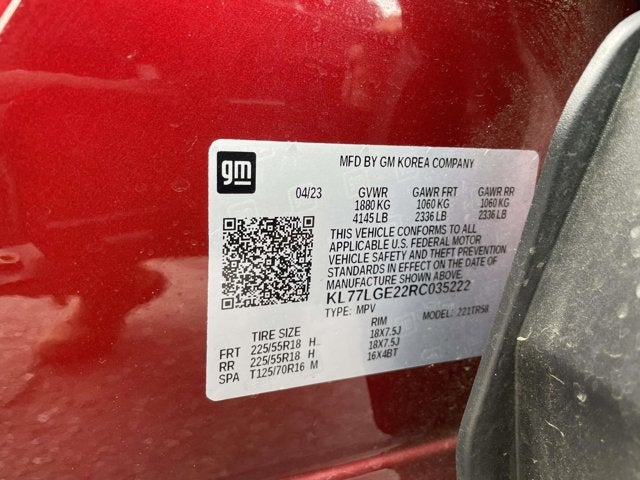 gm
MFD BY GM KOREA COMPANY
04/23 GVWR GAWR FRT GAWR RR
1880 KG 1060 KG 1060 KG
4145 LB 2336 LB 2336 LB
THIS VEHICLE CONFORMS TO ALL
APPLICABLE U.S. FEDERAL MOTOR
VEHICLE SAFETY AND THEFT PREVENTION
STANDARDS IN EFFECT ON THE DATE OF
MANUFACTURE SHOWN ABOVE.
KL77LGE22RC035222
TYPE: MPV MODEL: 221TR58
TIRE SIZE RIM
FRT 225/55R18 H 18X7.5J
RR 225/55R18 H 18X7.5J
SPA T125/70R16 M 16X4BT